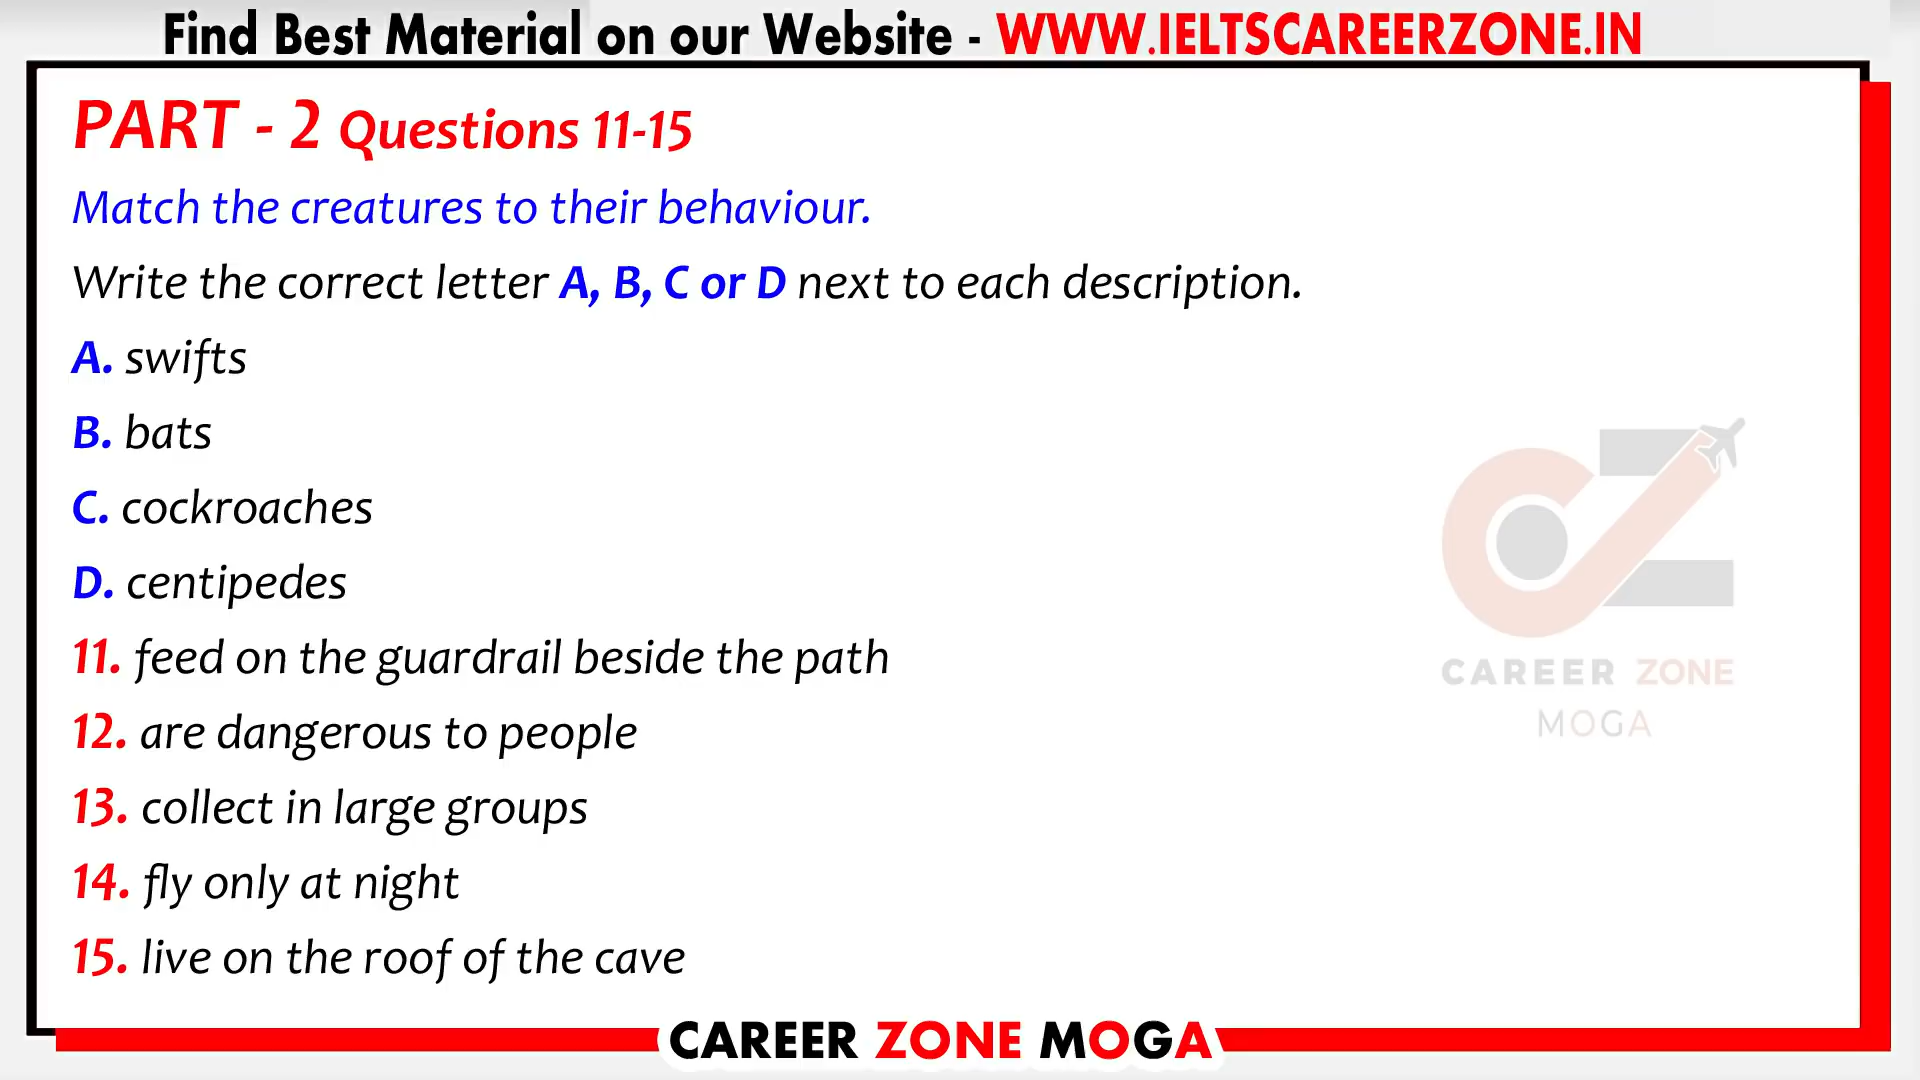 Find Best Material on our Website - WWW.IELTSCAREERZONE.IN
PART - 2 Questions 11-15
Match the creatures to their behaviour.
Write the correct letter A, B, C or D next to each description.
A. swifts
B. bats
C. cockroaches
D. centipedes
11. feed on the guardrail beside the path
12. are dangerous to people
13. collect in large groups
14. fly only at night
15. live on the roof of the cave
CZ
CAREER ZONE
MOGA
CAREER ZONE MOGA